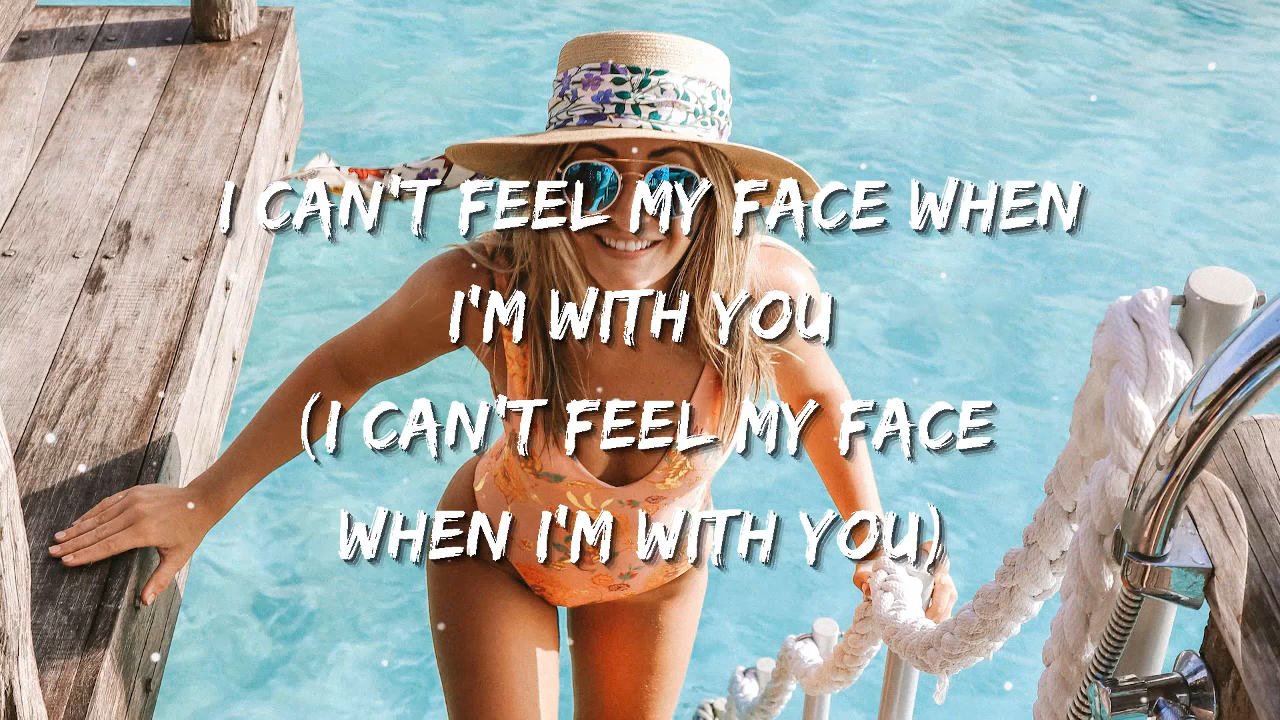 I CAN'T FEEL MY FACE WHEN
I'M WITH YOU
(I CAN'T FEEL MY FACE
WHEN I'M WITH YOU)